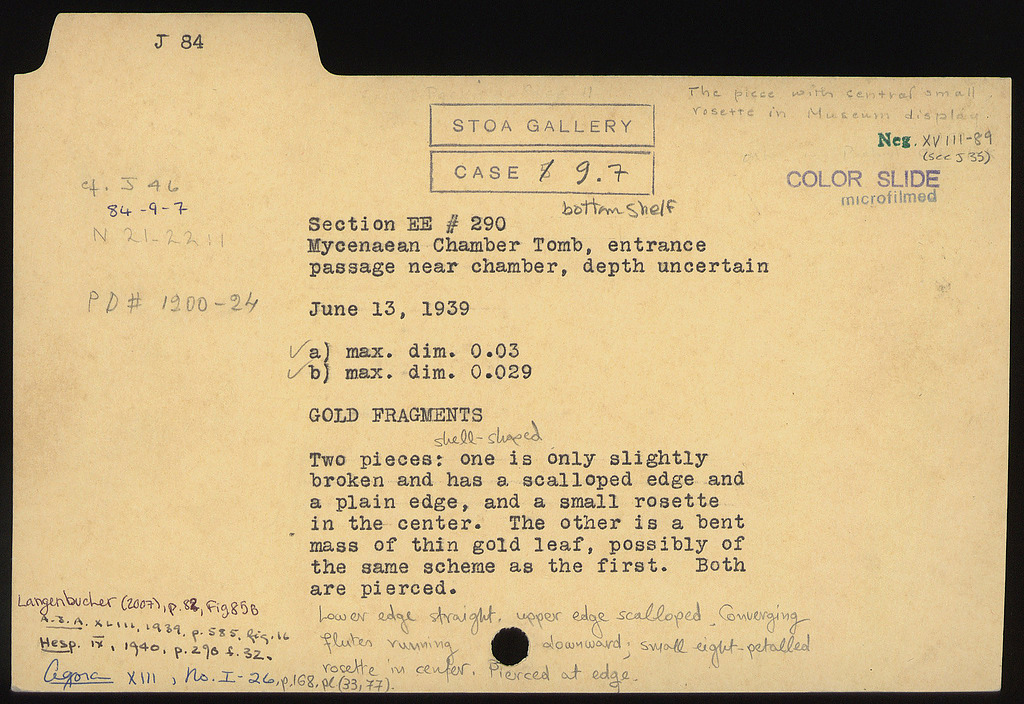 J 84
The piece with central small
rosette in Museum display.
STOA GALLERY
Neg. XVIII-89
(see J 35)
CASE 9.7
COLOR SLIDE
microfilmed
cf. J 46
84-9-7
bottom shelf
N 21-22 11
Section EE # 290
Mycenaean Chamber Tomb, entrance
passage near chamber, depth uncertain
PD# 1200-24
June 13, 1939
✓a) max. dim. 0.03
✓b) max. dim. 0.029
GOLD FRAGMENTS
shell-shaped
Two pieces: one is only slightly
broken and has a scalloped edge and
a plain edge, and a small rosette
in the center. The other is a bent
mass of thin gold leaf, possibly of
the same scheme as the first. Both
are pierced.
Langenbucher (2007), p. Fig 85B
A.J.A. XLIII, 1939, p. 585, fig. 16
Hesp. IX, 1940, p. 290 f. 32.
Agora XIII, No. I-26, p. 168, pl (33, 77).
Lower edge straight, upper edge scalloped. Converging
flutes running downward; small eight-petalled
rosette in center. Pierced at edge.